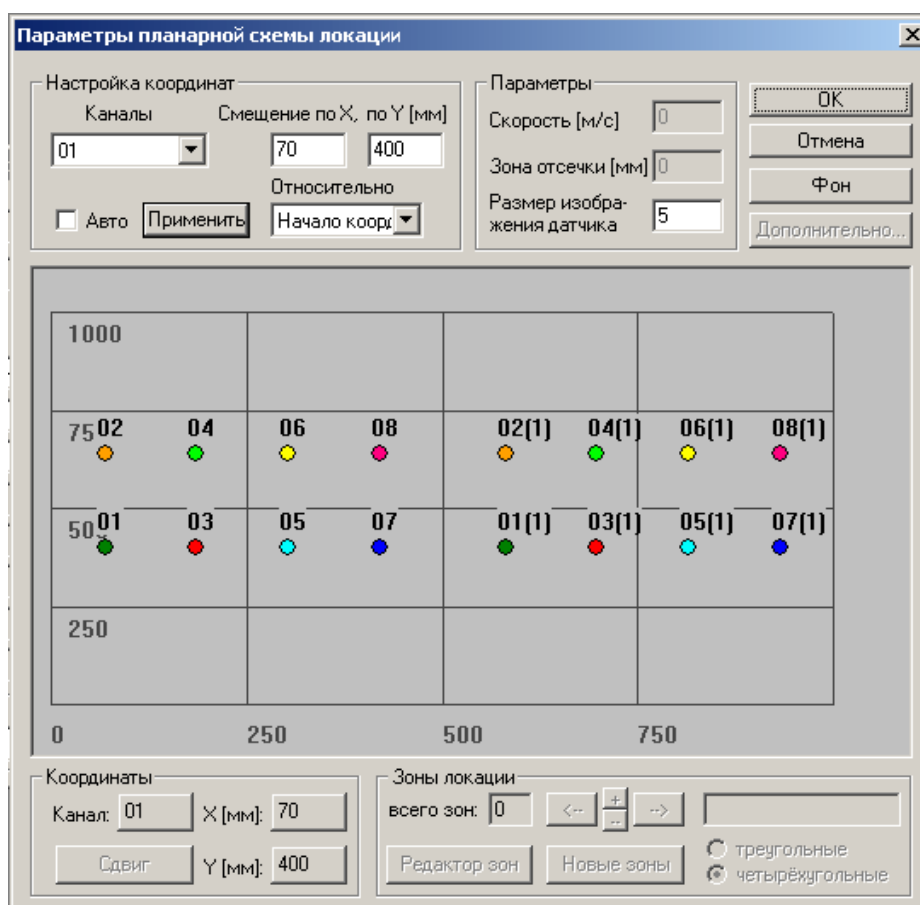 Параметры планарной схемы локации
Настройка координат
Каналы Смещение по X, по Y [мм]
01 70 400
Относительно
Авто Применить Начало коорд
Параметры
Скорость [м/с] 0
Зона отсечки [мм] 0
Размер изобра-
жения датчика 5
OK
Отмена
Фон
Дополнительно...
1000
75 02 04 06 08 02(1) 04(1) 06(1) 08(1)
50 01 03 05 07 01(1) 03(1) 05(1) 07(1)
250
0 250 500 750
Координаты
Канал: 01 X [мм]: 70
Сдвиг Y [мм]: 400
Зоны локации
всего зон: 0 <-- + -- -->
Редактор зон Новые зоны
треугольные
четырёхугольные